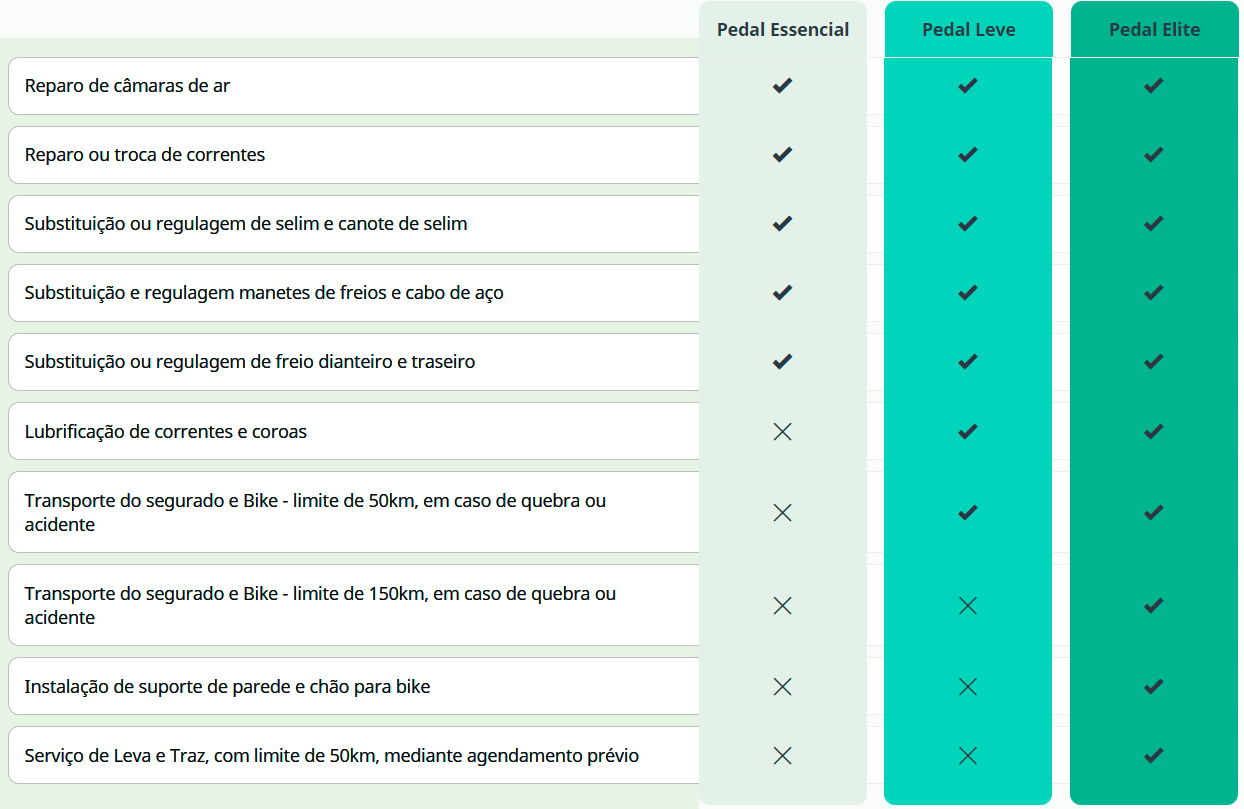 Pedal Essencial Pedal Leve Pedal Elite
Reparo de câmaras de ar
Reparo ou troca de correntes
Substituição ou regulagem de selim e canote de selim
Substituição e regulagem manetes de freios e cabo de aço
Substituição ou regulagem de freio dianteiro e traseiro
Lubrificação de correntes e coroas
Transporte do segurado e Bike - limite de 50km, em caso de quebra ou
acidente
Transporte do segurado e Bike - limite de 150km, em caso de quebra ou
acidente
Instalação de suporte de parede e chão para bike
Serviço de Leva e Traz, com limite de 50km, mediante agendamento prévio